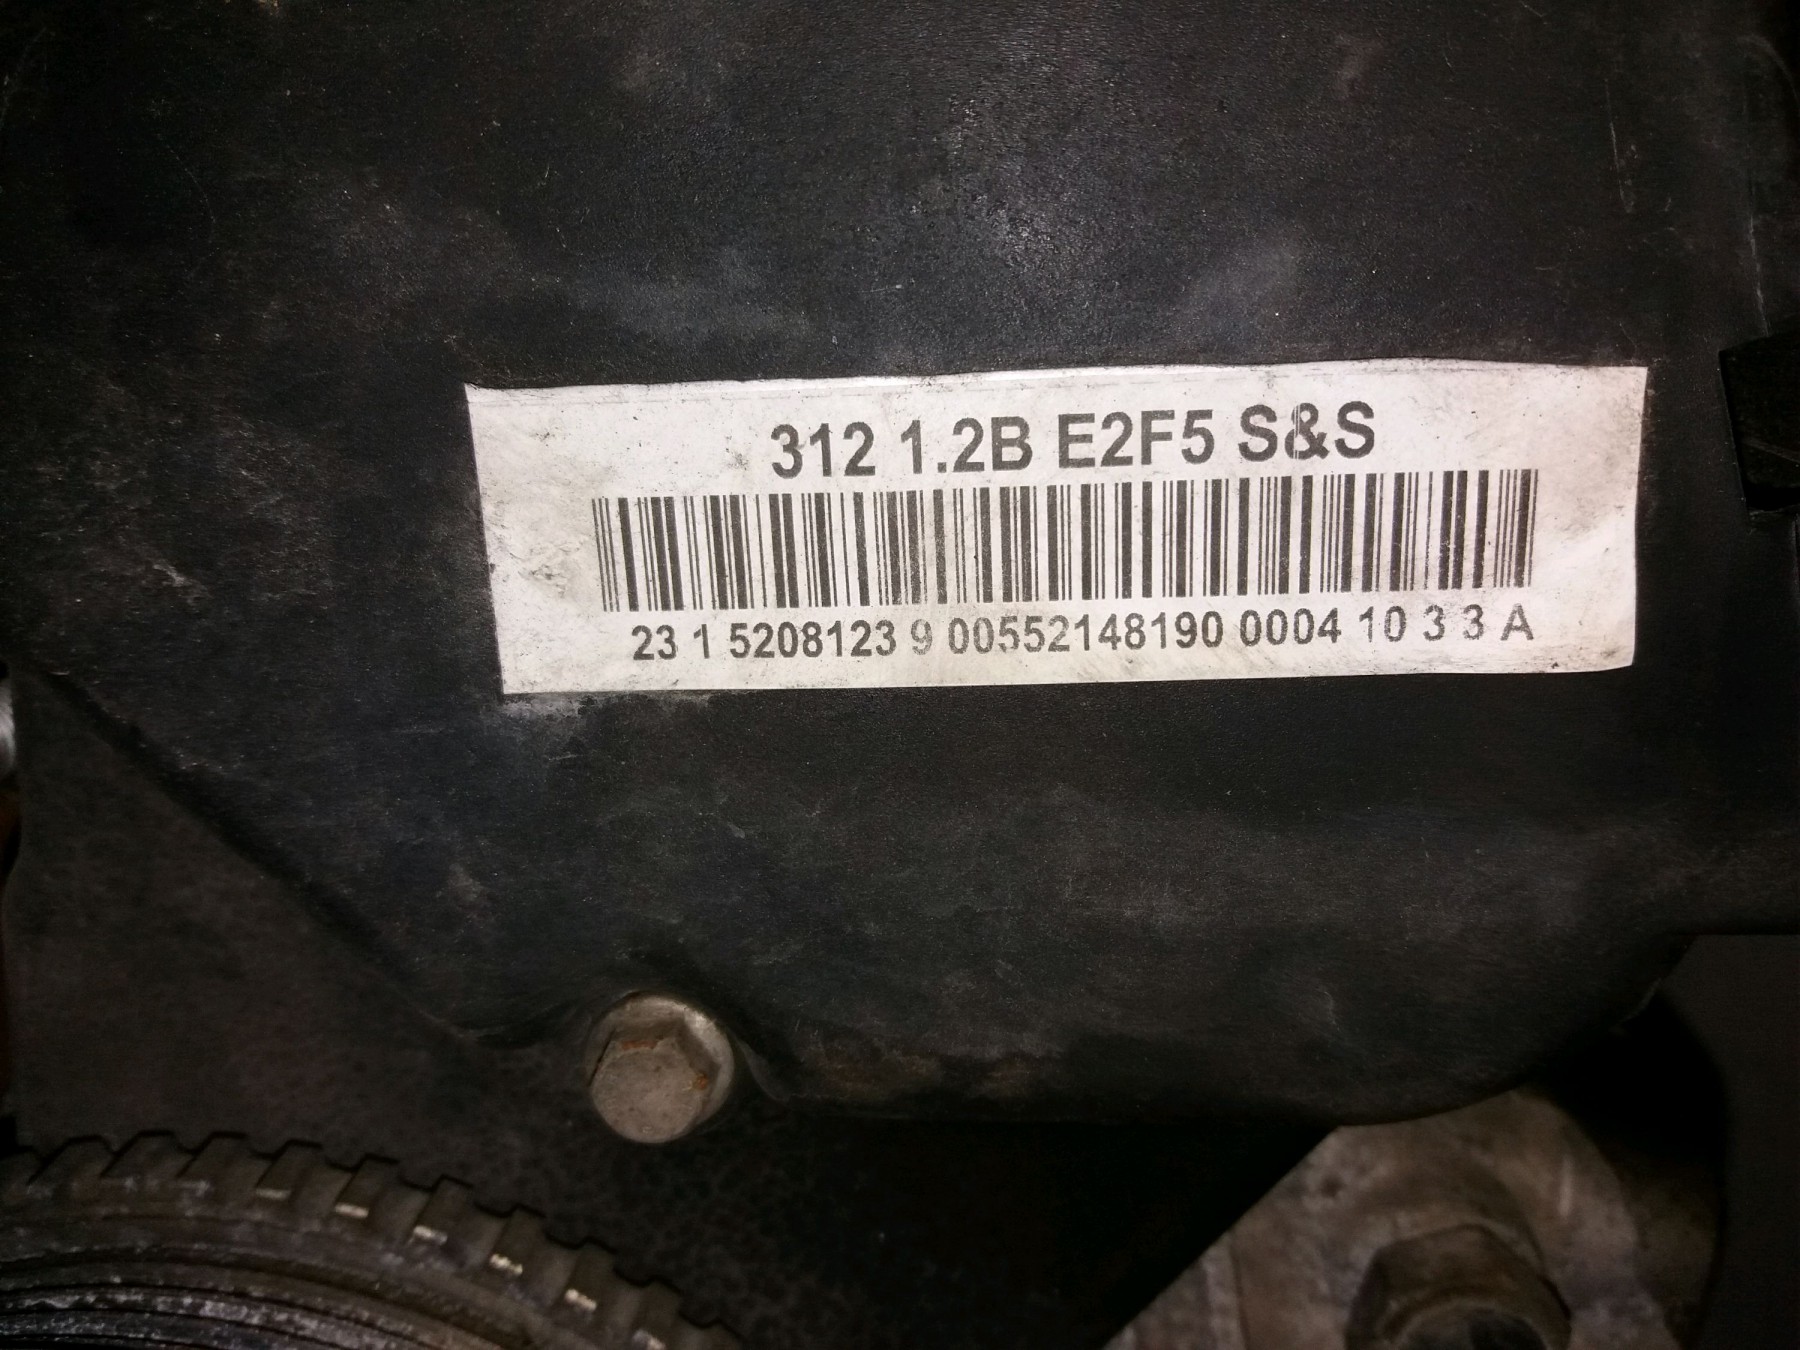 312 1.2B E2F5 S&S
23 1 5208123 9 00552148190 0004 10 3 3 A